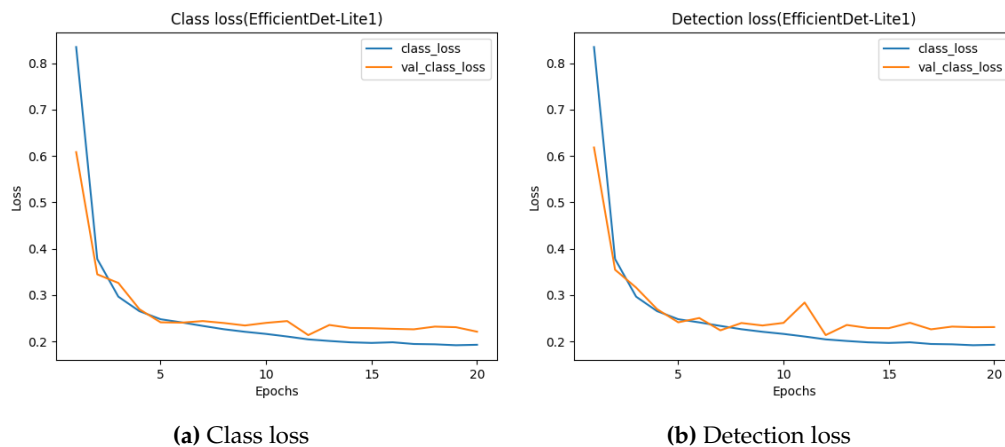 Class loss(EfficientDet-Lite1)
class_loss
val_class_loss
0.8
0.7
0.6
0.5
0.4
0.3
0.2
Loss
5
10
15
20
Epochs
(a) Class loss
Detection loss(EfficientDet-Lite1)
class_loss
val_class_loss
0.8
0.7
0.6
0.5
0.4
0.3
0.2
Loss
5
10
15
20
Epochs
(b) Detection loss